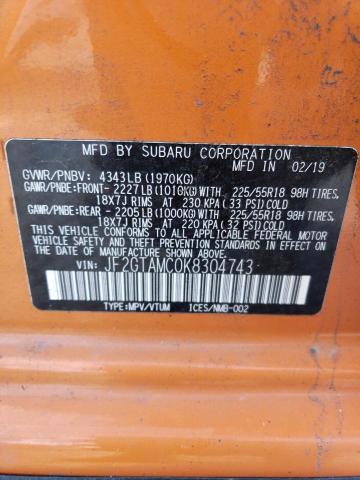 MFD BY SUBARU CORPORATION 02/19
GVWR/PNBV: 4343LB (1970KG)
GAWR/PNBE:FRONT- 2227LB(1010KG)WITH 225/55R18 98H TIRES,
18X7J RIMS AT 230 KPA (33 PSI)COLD
GAWR/PNBE:REAR - 2205LB(1000KG)WITH 225/55R18 98H TIRES,
18X7J RIMS AT 220 KPA (32 PSI)COLD
THIS VEHICLE CONFORMS TO ALL APPLICABLE
FEDERAL MOTOR VEHICLE SAFETY, BUMPER, AND
THEFT PREVENTION STANDARDS IN EFFECT ON THE
DATE OF MANUFACTURE SHOWN ABOVE.
VIN: JF2GTAMC0K8304743
TYPE:MPV/VTUM ICES/NMB-002